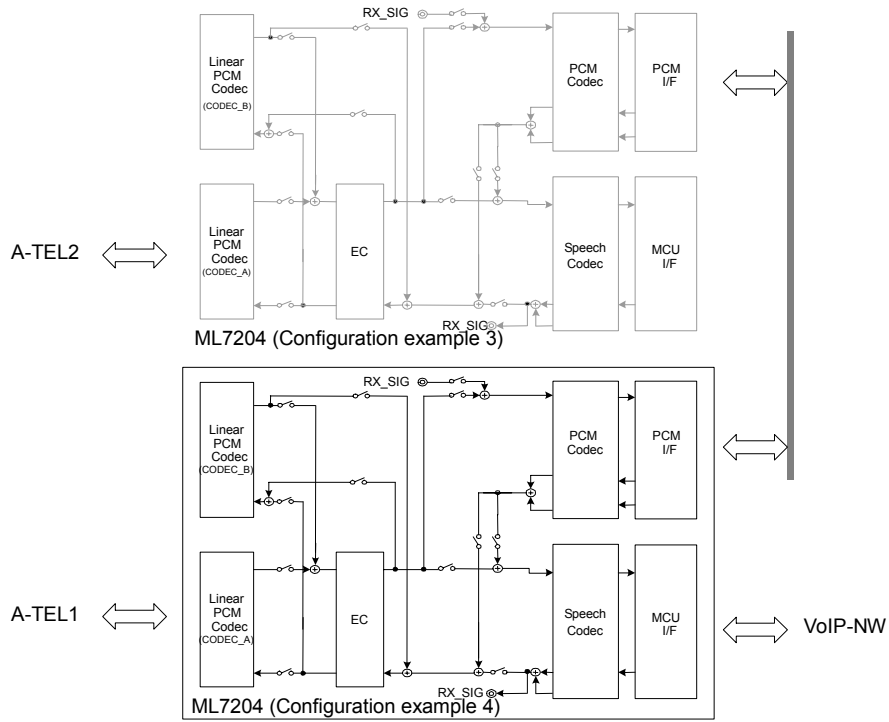 RX_SIG
Linear
PCM
Codec
(CODEC_B)
PCM
Codec
PCM
I/F
A-TEL2
Linear
PCM
Codec
(CODEC_A)
EC
Speech
Codec
MCU
I/F
RX_SIG
ML7204 (Configuration example 3)
RX_SIG
Linear
PCM
Codec
(CODEC_B)
PCM
Codec
PCM
I/F
A-TEL1
Linear
PCM
Codec
(CODEC_A)
EC
Speech
Codec
MCU
I/F
VoIP-NW
RX_SIG
ML7204 (Configuration example 4)